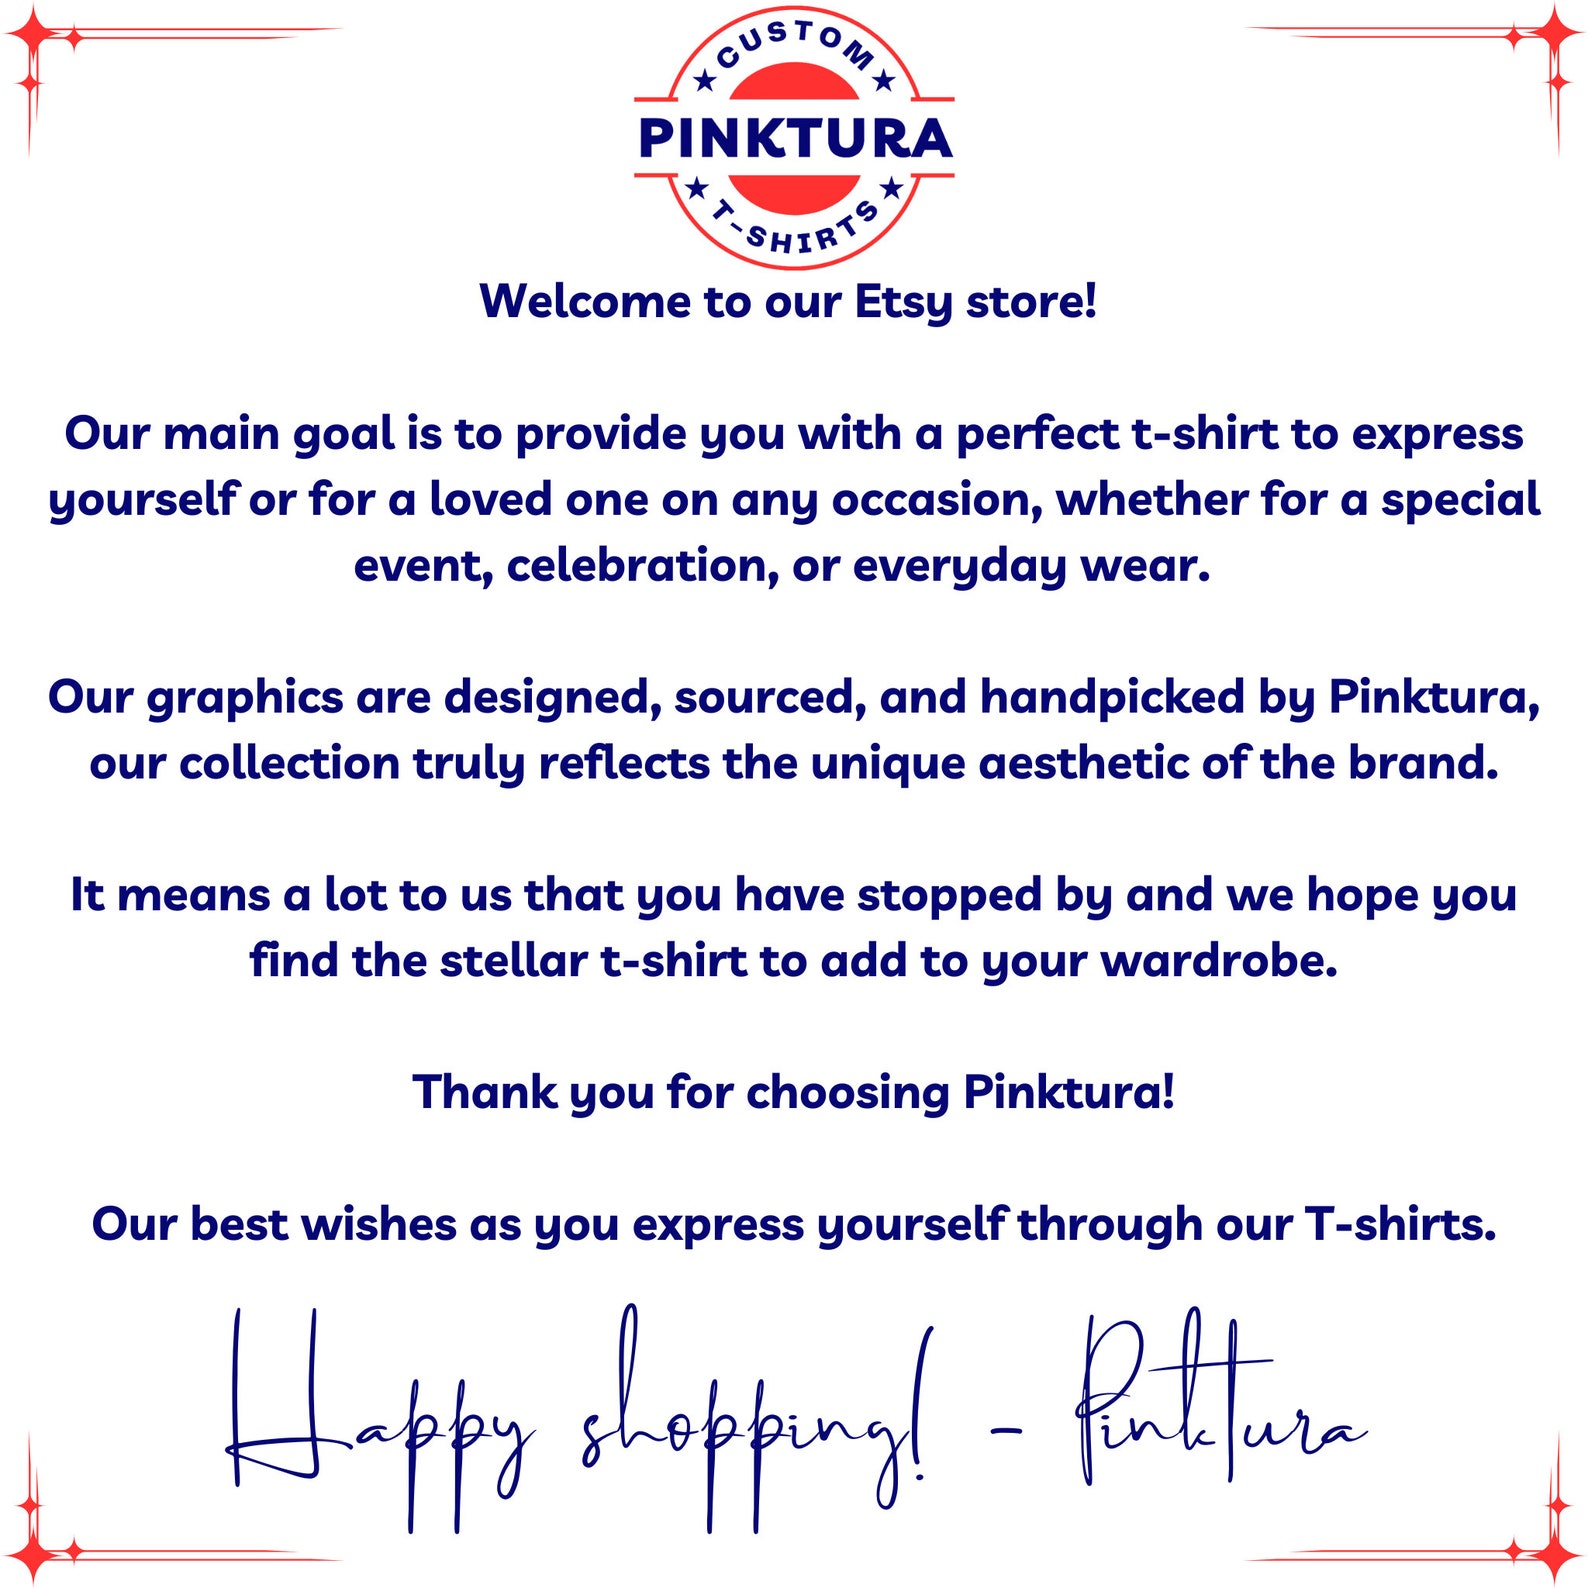 CUSTOM
PINKTURA
T-SHIRTS
Welcome to our Etsy store!
Our main goal is to provide you with a perfect t-shirt to express
yourself or for a loved one on any occasion, whether for a special
event, celebration, or everyday wear.
Our graphics are designed, sourced, and handpicked by Pinktura,
our collection truly reflects the unique aesthetic of the brand.
It means a lot to us that you have stopped by and we hope you
find the stellar t-shirt to add to your wardrobe.
Thank you for choosing Pinktura!
Our best wishes as you express yourself through our T-shirts.
Happy shopping! - Pinktura